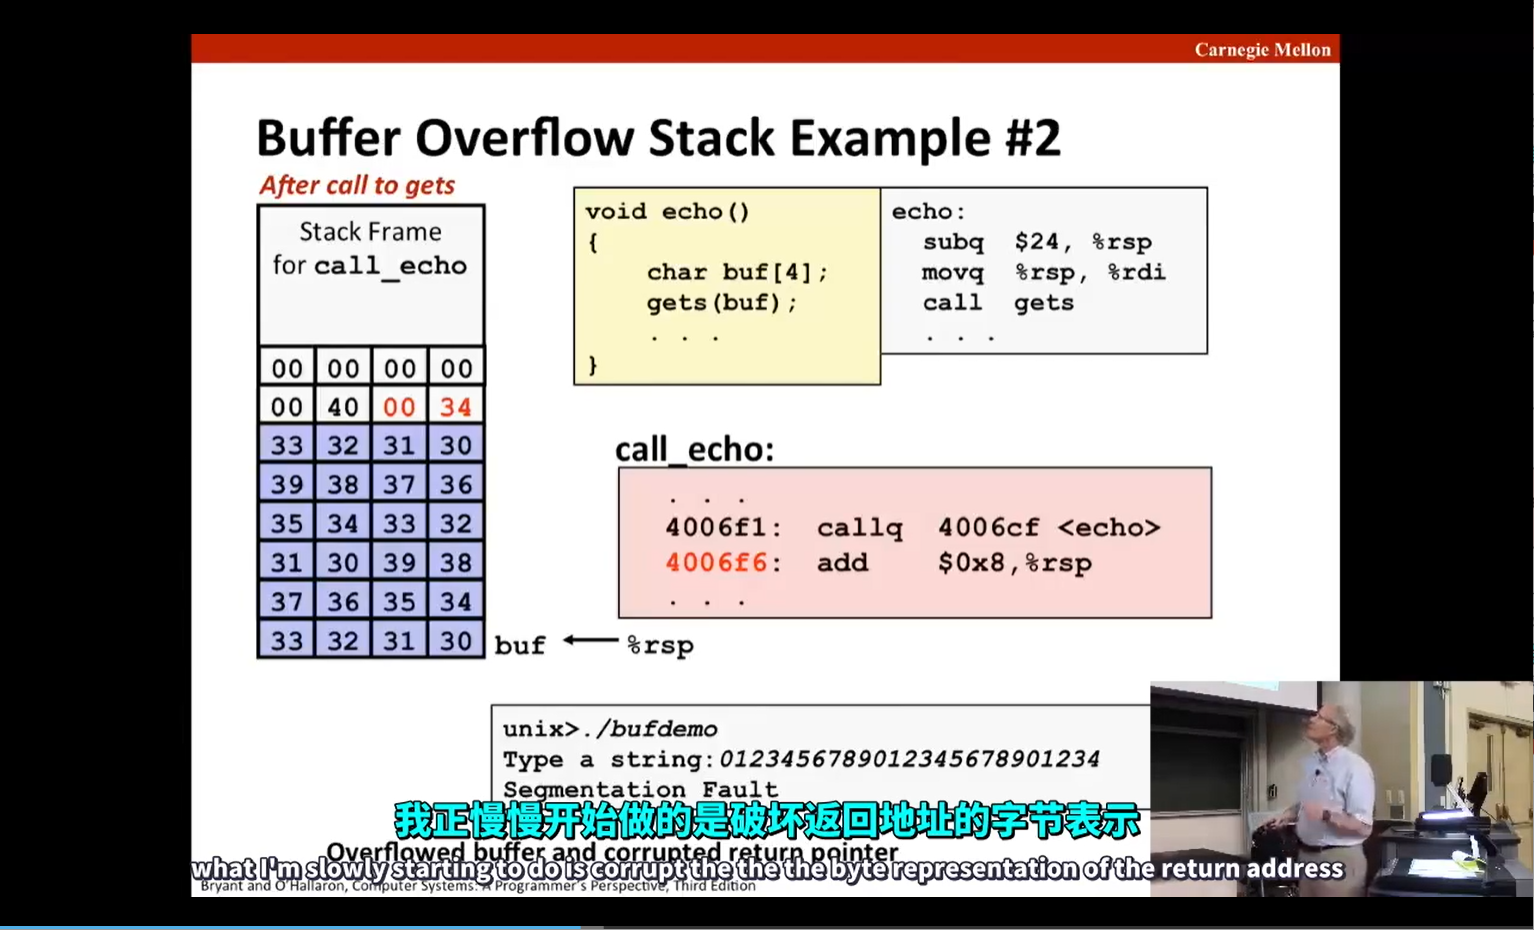 Carnegie Mellon
Buffer Overflow Stack Example #2
After call to gets
Stack Frame
for call_echo
00 00 00 00
00 40 00 34
33 32 31 30
39 38 37 36
35 34 33 32
31 30 39 38
37 36 35 34
33 32 31 30
buf
%rsp
void echo()
{
char buf[4];
gets(buf);
. . .
}
echo:
subq $24, %rsp
movq %rsp, %rdi
call gets
. . .
call_echo:
. . .
4006f1: callq 4006cf <echo>
4006f6: add $0x8,%rsp
. . .
unix>./bufdemo
Type a string:0123456789012345678901234
Segmentation Fault
我正慢慢开始做的是破坏返回地址的字节表示
Overflowed buffer and corrupted return pointer
what I'm slowly starting to do is corrupt the the the byte representation of the return address
Bryant and O'Hallaron, Computer Systems: A Programmer's Perspective, Third Edition